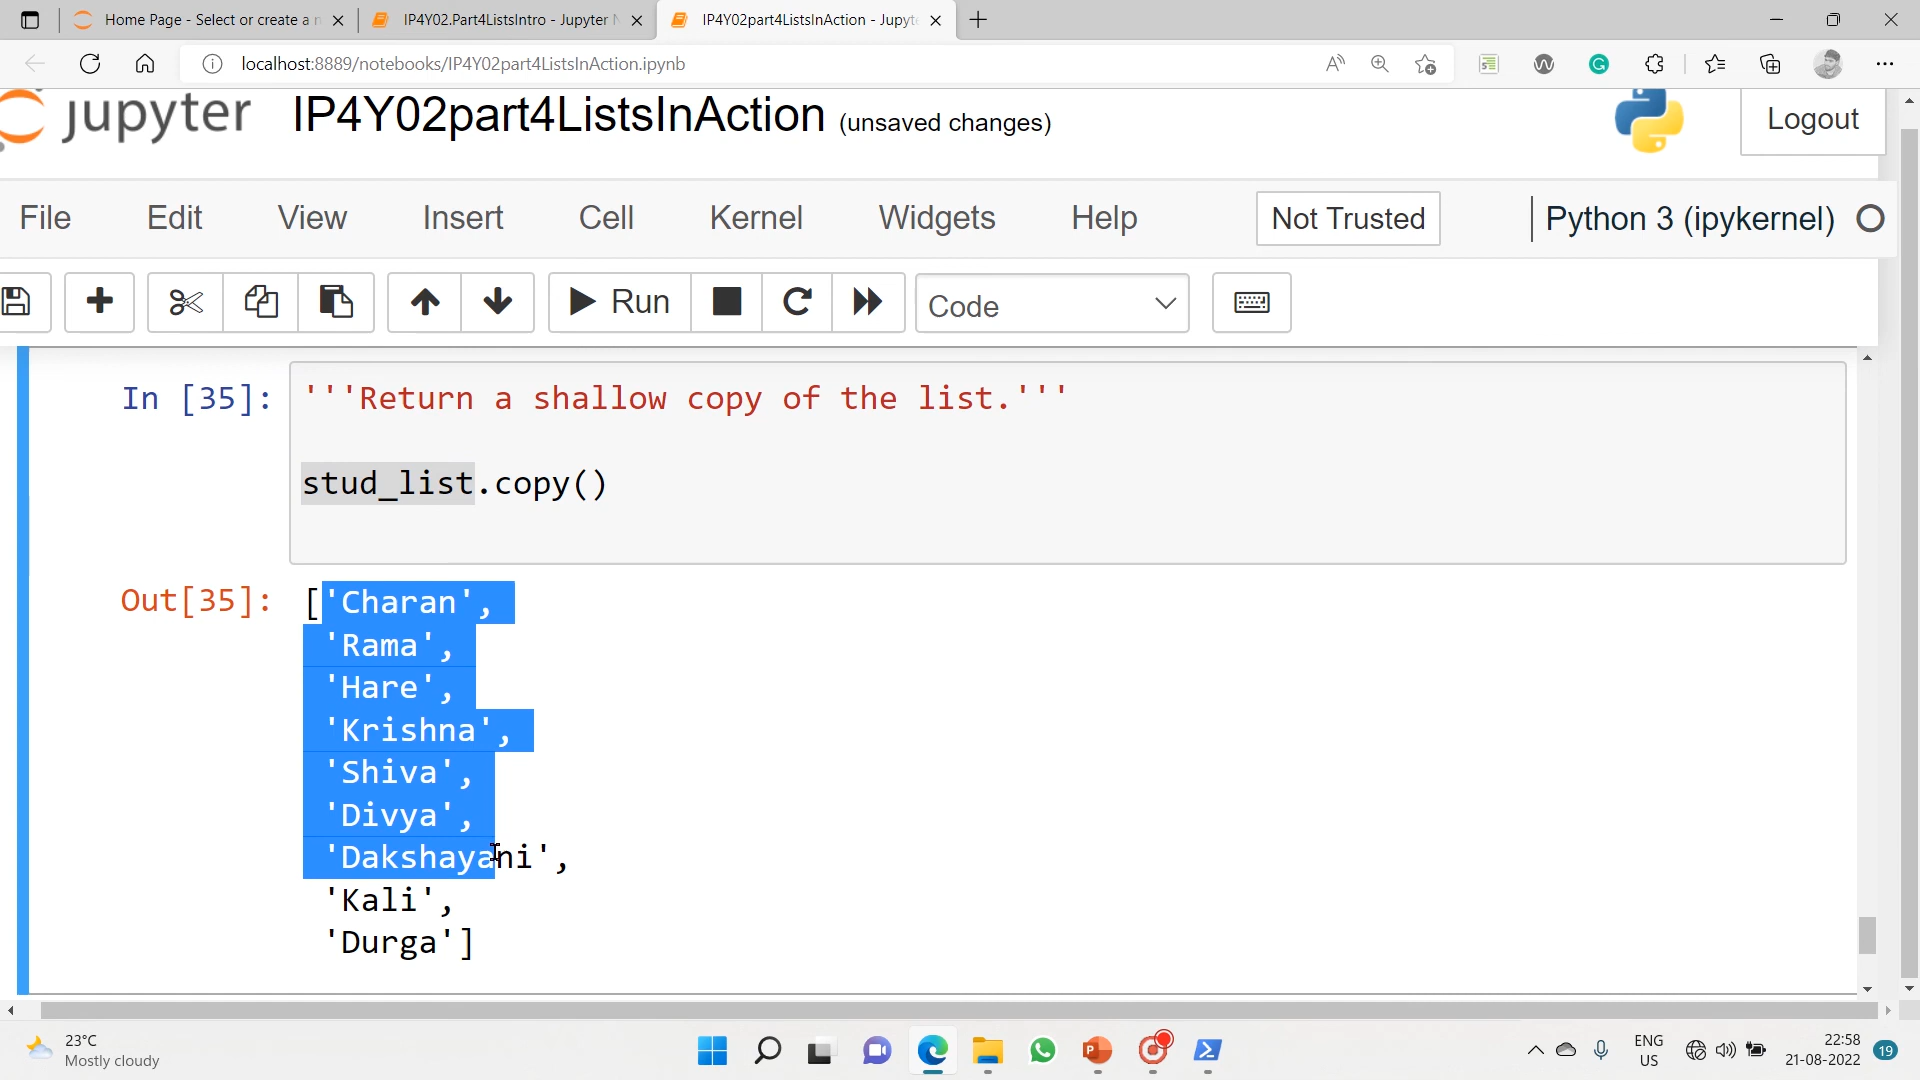 Home Page - Select or create a n
IP4Y02.Part4ListsIntro - Jupyter N
IP4Y02part4ListsInAction - Jupyte
localhost:8889/notebooks/IP4Y02part4ListsInAction.ipynb
jupyter IP4Y02part4ListsInAction (unsaved changes)
Logout
File Edit View Insert Cell Kernel Widgets Help
Not Trusted
Python 3 (ipykernel)
Run
Code
In [35]: '''Return a shallow copy of the list.'''
stud_list.copy()
Out[35]: ['Charan',
'Rama',
'Hare',
'Krishna',
'Shiva',
'Divya',
'Dakshayani',
'Kali',
'Durga']
23°C
Mostly cloudy
ENG
US
22:58
21-08-2022
19